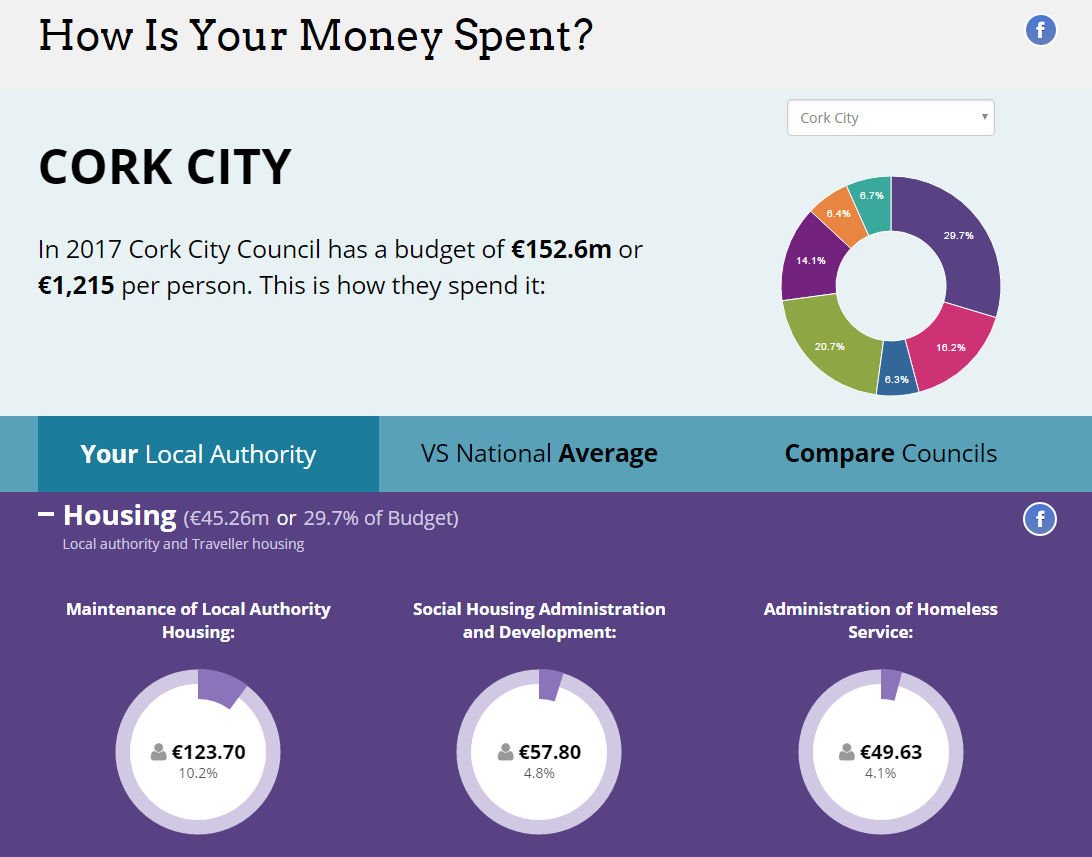 How Is Your Money Spent?
f
Cork City
CORK CITY
In 2017 Cork City Council has a budget of €152.6m or
€1,215 per person. This is how they spend it:
6.7%
6.4%
29.7%
14.1%
20.7%
16.2%
6.3%
Your Local Authority
VS National Average
Compare Councils
Housing (€45.26m or 29.7% of Budget)
f
Local authority and Traveller housing
Maintenance of Local Authority
Housing:
€123.70
10.2%
Social Housing Administration
and Development:
€57.80
4.8%
Administration of Homeless
Service:
€49.63
4.1%